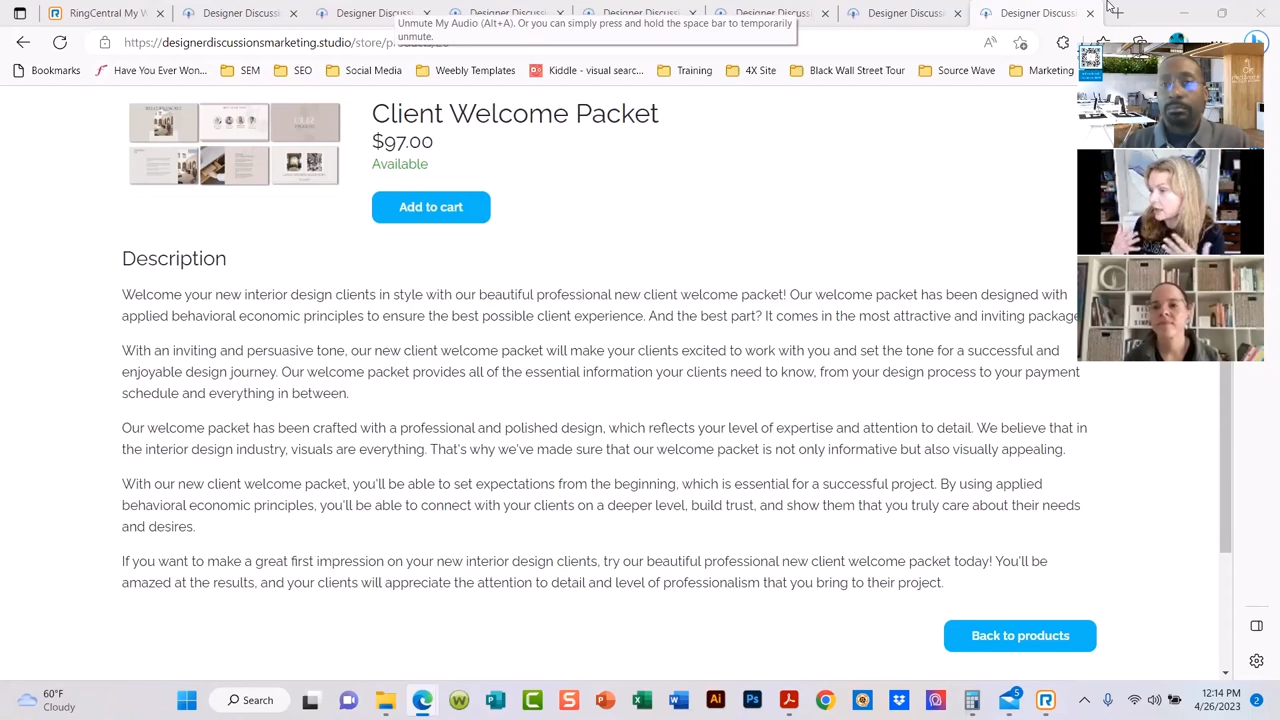 RingCentral My
Designer Discus
Designer Discuss
Designer Discuss
Designer Discuss
Unmute My Audio (Alt+A). Or you can simply press and hold the space bar to temporarily
unmute.
https://designerdiscussionsmarketing.studio/store/
Bookmarks
Have You Ever Won...
SEM
SEO
Social Media
Weebly Templates
Training
4X Site
Wall Street Tour
Source Wave
Marketing
Client Welcome Packet
$97.00
Available
Add to cart
Description
Welcome your new interior design clients in style with our beautiful professional new client welcome packet! Our welcome packet has been designed with
applied behavioral economic principles to ensure the best possible client experience. And the best part? It comes in the most attractive and inviting package
With an inviting and persuasive tone, our new client welcome packet will make your clients excited to work with you and set the tone for a successful and
enjoyable design journey. Our welcome packet provides all of the essential information your clients need to know, from your design process to your payment
schedule and everything in between.
Our welcome packet has been crafted with a professional and polished design, which reflects your level of expertise and attention to detail. We believe that in
the interior design industry, visuals are everything. That's why we've made sure that our welcome packet is not only informative but also visually appealing.
With our new client welcome packet, you'll be able to set expectations from the beginning, which is essential for a successful project. By using applied
behavioral economic principles, you'll be able to connect with your clients on a deeper level, build trust, and show them that you truly care about their needs
and desires.
If you want to make a great first impression on your new interior design clients, try our beautiful professional new client welcome packet today! You'll be
amazed at the results, and your clients will appreciate the attention to detail and level of professionalism that you bring to their project.
Back to products
60°F
Cloudy
Search
5
12:14 PM
4/26/2023
2